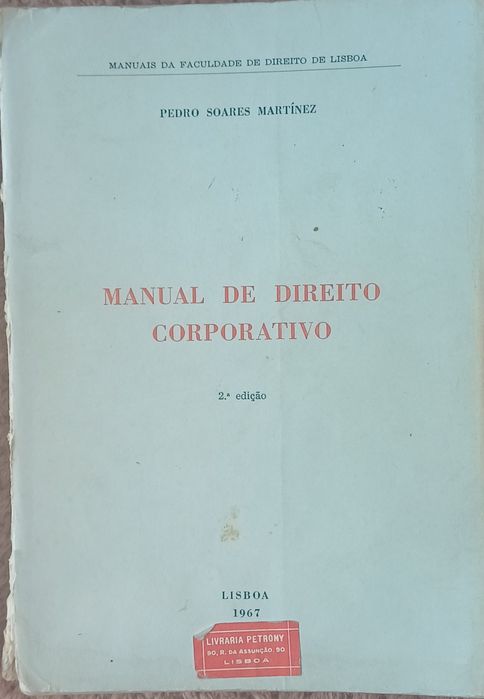 MANUAIS DA FACULDADE DE DIREITO DE LISBOA
PEDRO SOARES MARTÍNEZ
MANUAL DE DIREITO
CORPORATIVO
2.ª edição
LISBOA
1967
LIVRARIA PETRONY
90, R. DA ASSUNÇÃO, 90
LISBOA